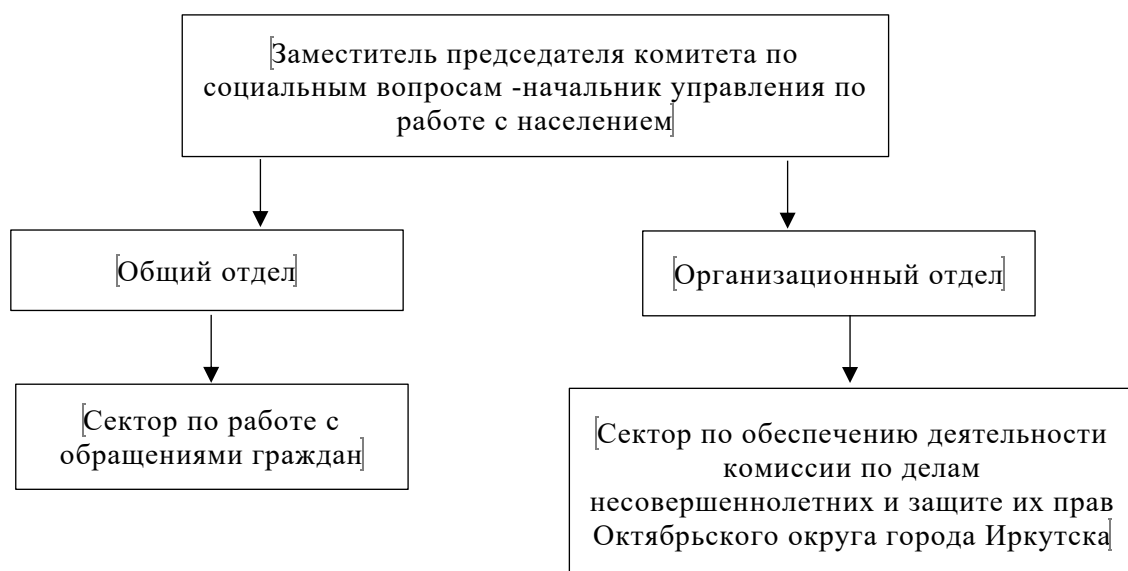 Заместитель председателя комитета по
социальным вопросам -начальник управления по
работе с населением
Общий отдел
Организационный отдел
Сектор по работе с
обращениями граждан
Сектор по обеспечению деятельности
комиссии по делам
несовершеннолетних и защите их прав
Октябрьского округа города Иркутска